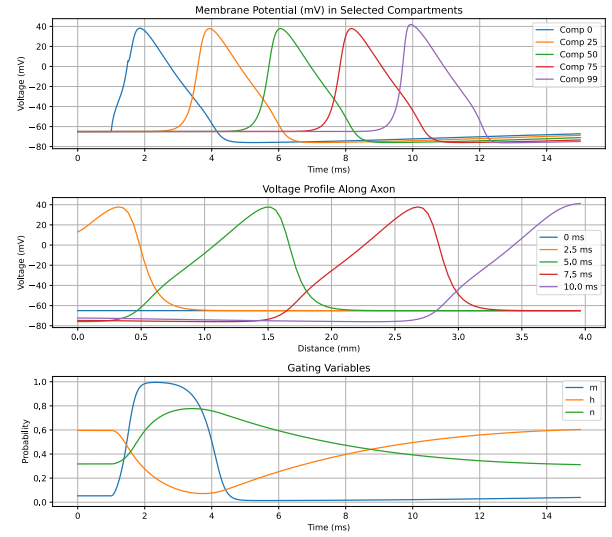 Membrane Potential (mV) in Selected Compartments
Voltage (mV)
40
20
0
−20
−40
−60
−80
Comp 0
Comp 25
Comp 50
Comp 75
Comp 99
0 2 4 6 8 10 12 14
Time (ms)
Voltage Profile Along Axon
Voltage (mV)
40
20
0
−20
−40
−60
−80
0 ms
2.5 ms
5.0 ms
7.5 ms
10.0 ms
0.0 0.5 1.0 1.5 2.0 2.5 3.0 3.5 4.0
Distance (mm)
Gating Variables
Probability
1.0
0.8
0.6
0.4
0.2
0.0
m
h
n
0 2 4 6 8 10 12 14
Time (ms)